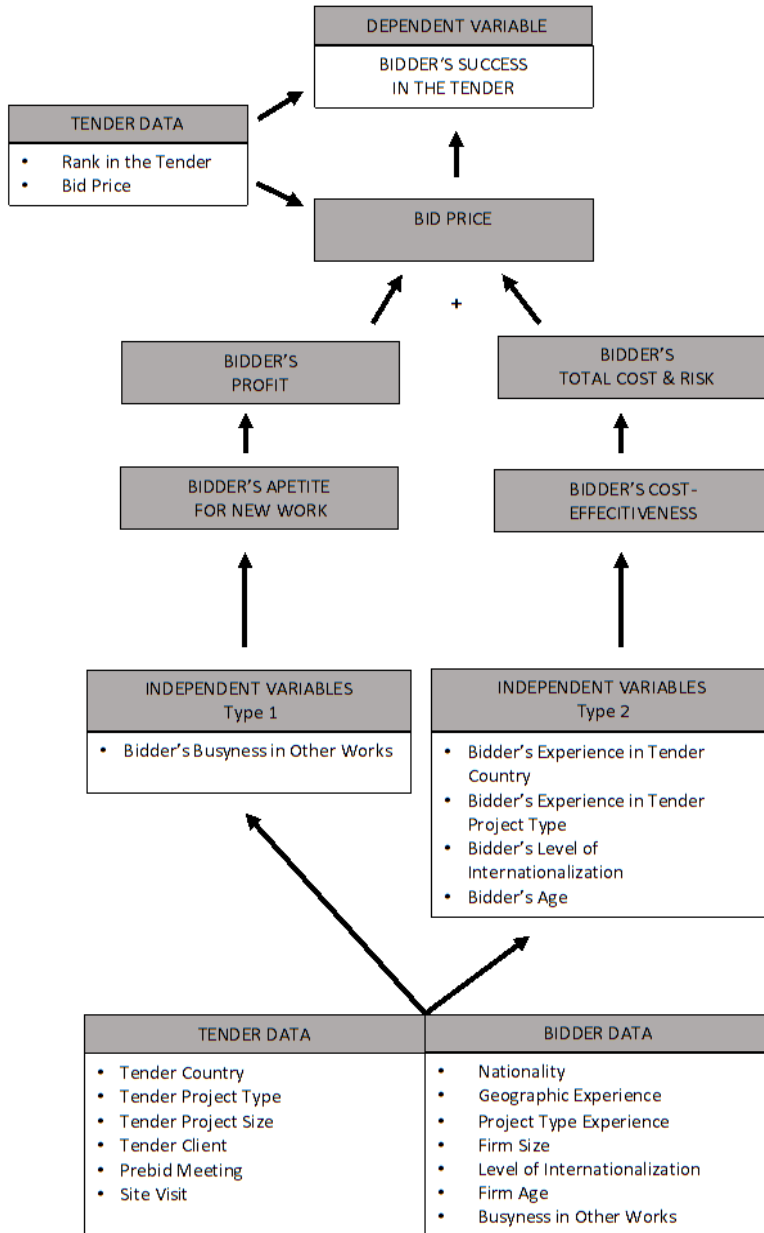 DEPENDENT VARIABLE
BIDDER'S SUCCESS
IN THE TENDER
TENDER DATA
• Rank in the Tender
• Bid Price
BID PRICE
+
BIDDER'S
PROFIT
BIDDER'S
TOTAL COST & RISK
BIDDER'S APETITE
FOR NEW WORK
BIDDER'S COST-
EFFECITIVENESS
INDEPENDENT VARIABLES
Type 1
• Bidder's Busyness in Other Works
INDEPENDENT VARIABLES
Type 2
• Bidder's Experience in Tender
Country
• Bidder's Experience in Tender
Project Type
• Bidder's Level of
Internationalization
• Bidder's Age
TENDER DATA
• Tender Country
• Tender Project Type
• Tender Project Size
• Tender Client
• Prebid Meeting
• Site Visit
BIDDER DATA
• Nationality
• Geographic Experience
• Project Type Experience
• Firm Size
• Level of Internationalization
• Firm Age
• Busyness in Other Works